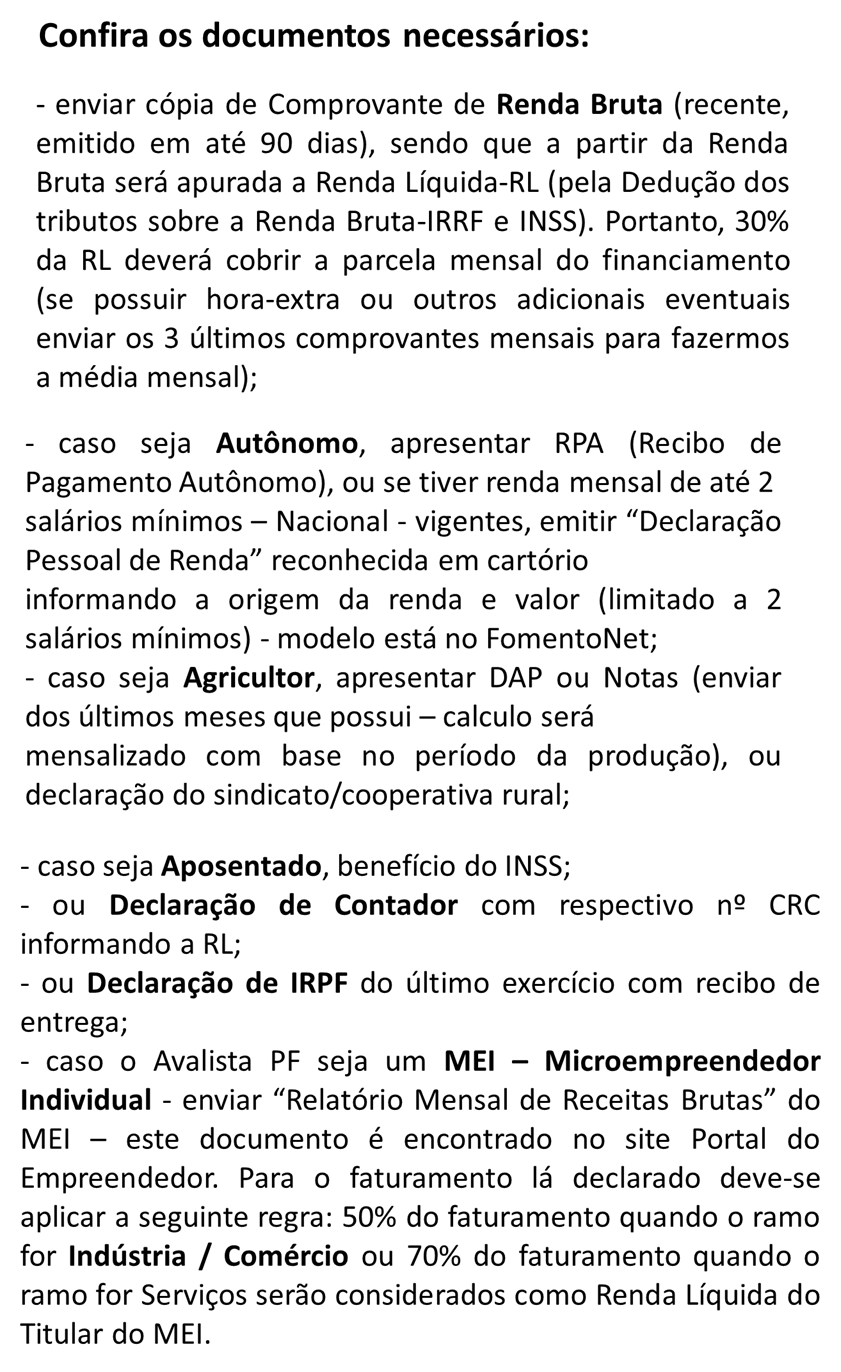 Confira os documentos necessários:
- enviar cópia de Comprovante de Renda Bruta (recente,
emitido em até 90 dias), sendo que a partir da Renda
Bruta será apurada a Renda Líquida-RL (pela Dedução dos
tributos sobre a Renda Bruta-IRRF e INSS). Portanto, 30%
da RL deverá cobrir a parcela mensal do financiamento
(se possuir hora-extra ou outros adicionais eventuais
enviar os 3 últimos comprovantes mensais para fazermos
a média mensal);
- caso seja Autônomo, apresentar RPA (Recibo de
Pagamento Autônomo), ou se tiver renda mensal de até 2
salários mínimos – Nacional - vigentes, emitir “Declaração
Pessoal de Renda” reconhecida em cartório
informando a origem da renda e valor (limitado a 2
salários mínimos) - modelo está no FomentoNet;
- caso seja Agricultor, apresentar DAP ou Notas (enviar
dos últimos meses que possui – calculo será
mensalizado com base no período da produção), ou
declaração do sindicato/cooperativa rural;
- caso seja Aposentado, benefício do INSS;
- ou Declaração de Contador com respectivo nº CRC
informando a RL;
- ou Declaração de IRPF do último exercício com recibo de
entrega;
- caso o Avalista PF seja um MEI – Microempreendedor
Individual - enviar “Relatório Mensal de Receitas Brutas” do
MEI – este documento é encontrado no site Portal do
Empreendedor. Para o faturamento lá declarado deve-se
aplicar a seguinte regra: 50% do faturamento quando o ramo
for Indústria / Comércio ou 70% do faturamento quando o
ramo for Serviços serão considerados como Renda Líquida do
Titular do MEI.